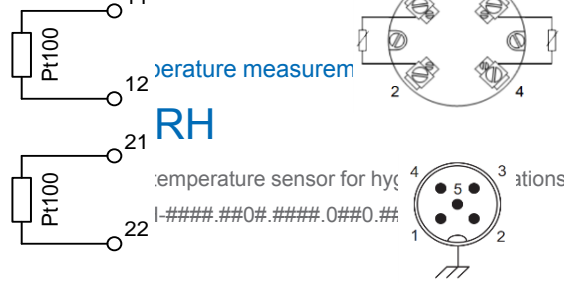 Pt100
12
perature measurem
2
4
RH
21
Pt100
22
temperature sensor for hyg
ations
-####.##0#.####.0##0.##
4
3
5
1
2